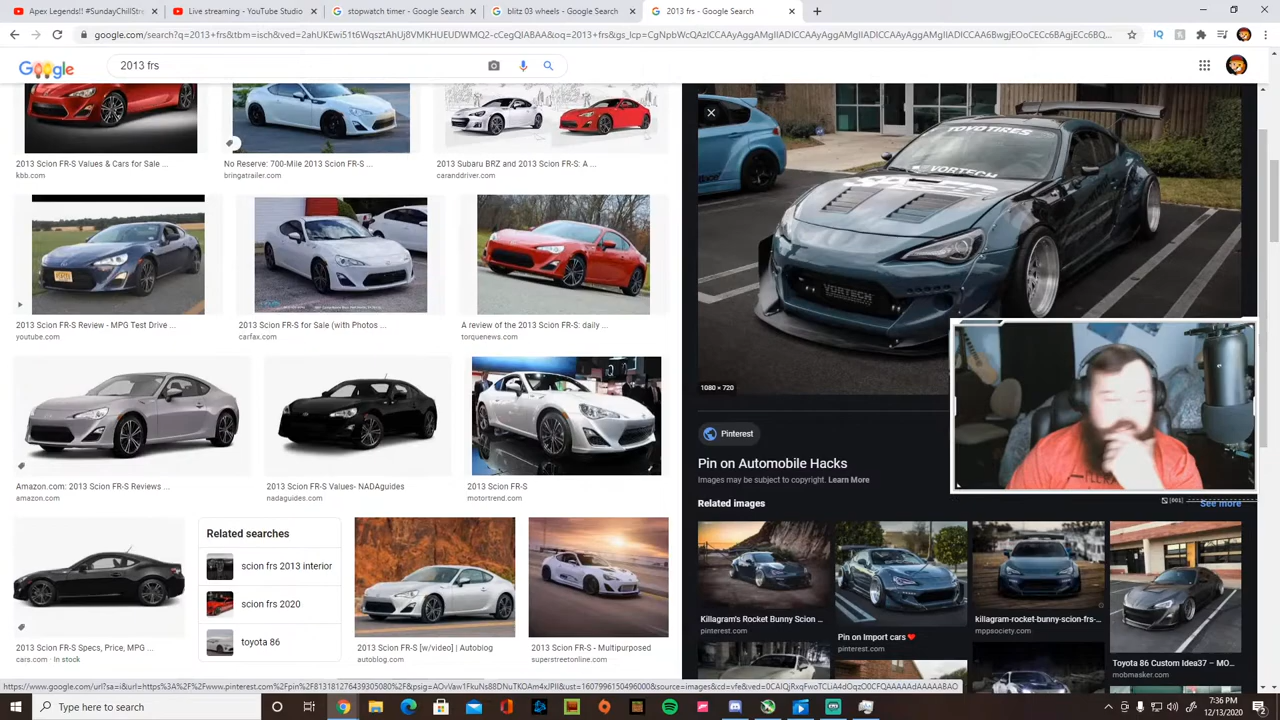 Apex Legends! #SundayChillStre
Live streaming - YouTube Studio
stopwatch timer - Google Search
blitz 03 wheels - Google Search
2013 frs - Google Search
Google
2013 frs
TOYO TIRES
VORTECH
VORTECH
1080 × 720
2013 Scion FR-S Values & Cars for Sale ...
kbb.com
No Reserve: 700-Mile 2013 Scion FR-S ...
bringatrailer.com
2013 Subaru BRZ and 2013 Scion FR-S: A ...
caranddriver.com
2013 Scion FR-S Review - MPG Test Drive ...
youtube.com
2013 Scion FR-S for Sale (with Photos ...
carfax.com
A review of the 2013 Scion FR-S: daily ...
torquenews.com
Amazon.com: 2013 Scion FR-S Reviews ...
amazon.com
2013 Scion FR-S Values- NADAguides
nadaguides.com
2013 Scion FR-S
motortrend.com
2013 Scion FR-S Specs, Price, MPG ...
cars.com - In stock
Related searches
scion frs 2013 interior
scion frs 2020
toyota 86
2013 Scion FR-S [w/video] | Autoblog
autoblog.com
2013 Scion FR-S - Multipurposed
superstreetonline.com
Pinterest
Pin on Automobile Hacks
Images may be subject to copyright. Learn More
Related images
See more
Killagram's Rocket Bunny Scion ...
pinterest.com
Pin on Import cars
pinterest.com
killagram-rocket-bunny-scion-frs-...
mppsociety.com
Toyota 86 Custom Idea37 – MO...
mobmasker.com
Type here to search
7:36 PM
12/13/2020